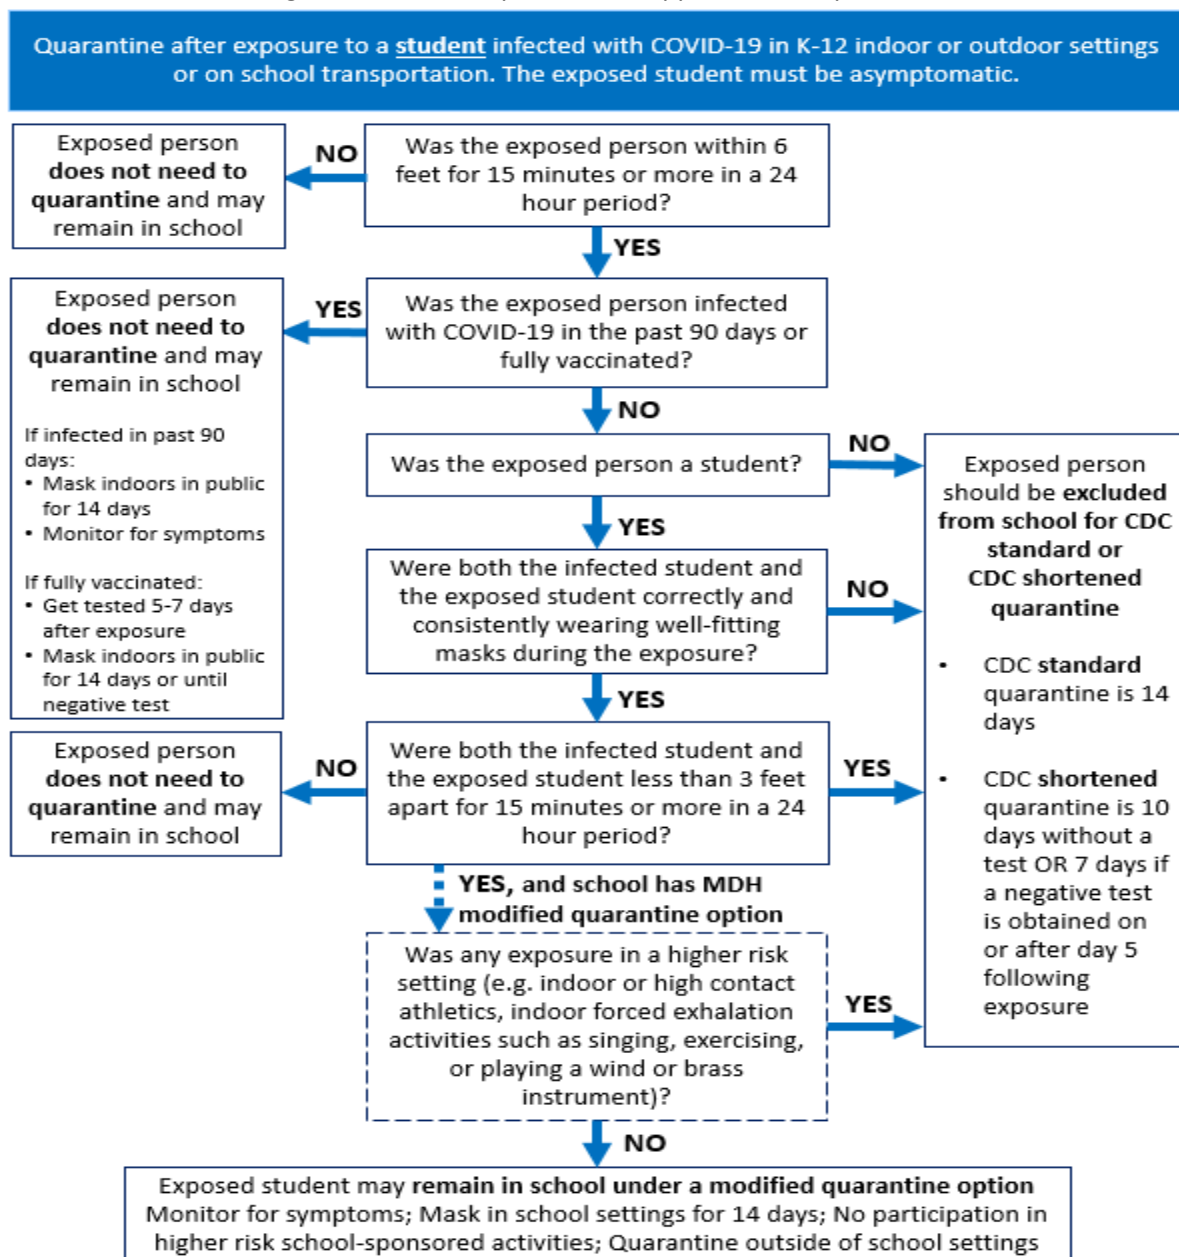 Quarantine after exposure to a student infected with COVID-19 in K-12 indoor or outdoor settings
or on school transportation. The exposed student must be asymptomatic.
Exposed person
does not need to
quarantine and may
remain in school
NO
Was the exposed person within 6
feet for 15 minutes or more in a 24
hour period?
YES
Exposed person
does not need to
quarantine and may
remain in school
If infected in past 90
days:
• Mask indoors in public
for 14 days
• Monitor for symptoms
If fully vaccinated:
• Get tested 5-7 days
after exposure
• Mask indoors in public
for 14 days or until
negative test
YES
Was the exposed person infected
with COVID-19 in the past 90 days or
fully vaccinated?
NO
Was the exposed person a student?
NO
YES
Were both the infected student and
the exposed student correctly and
consistently wearing well-fitting
masks during the exposure?
NO
YES
Exposed person
should be excluded
from school for CDC
standard or
CDC shortened
quarantine
• CDC standard
quarantine is 14
days
• CDC shortened
quarantine is 10
days without a
test OR 7 days if
a negative test
is obtained on
or after day 5
following
exposure
Exposed person
does not need to
quarantine and may
remain in school
NO
Were both the infected student and
the exposed student less than 3 feet
apart for 15 minutes or more in a 24
hour period?
YES
YES, and school has MDH
modified quarantine option
Was any exposure in a higher risk
setting (e.g. indoor or high contact
athletics, indoor forced exhalation
activities such as singing, exercising,
or playing a wind or brass
instrument)?
YES
NO
Exposed student may remain in school under a modified quarantine option
Monitor for symptoms; Mask in school settings for 14 days; No participation in
higher risk school-sponsored activities; Quarantine outside of school settings